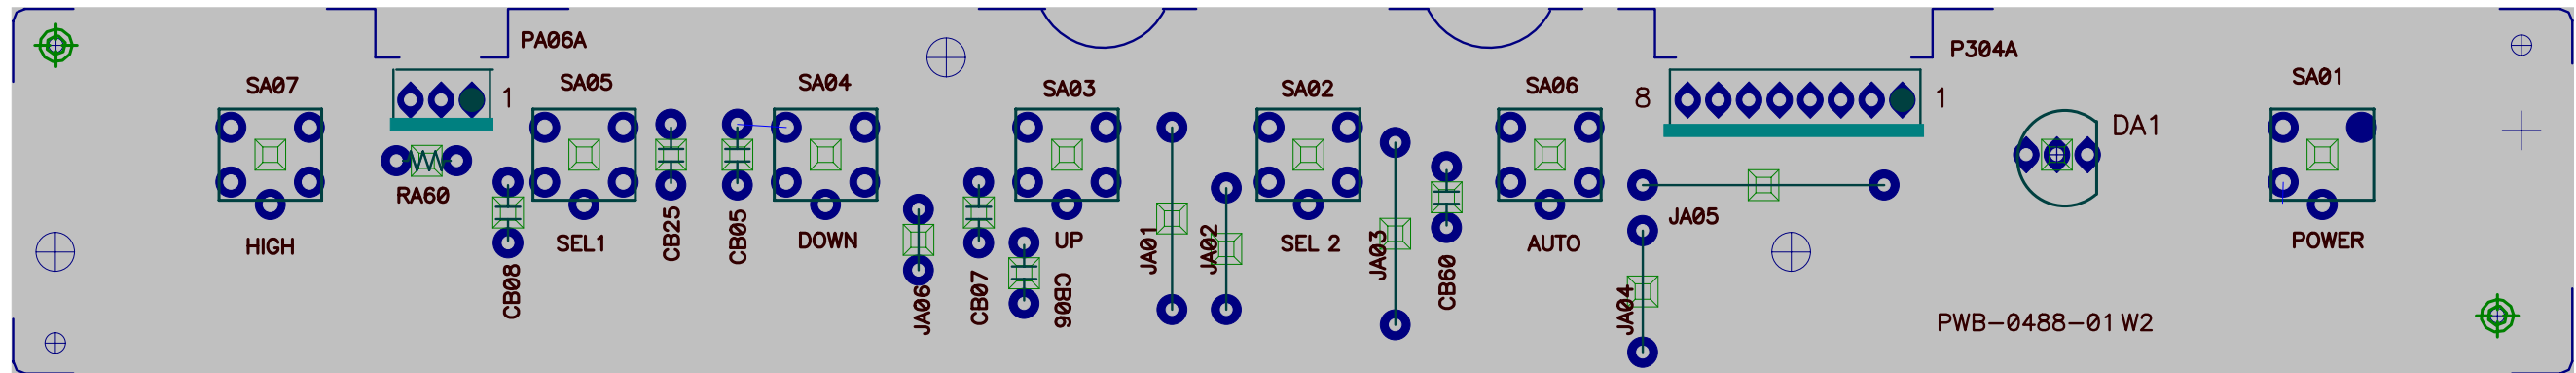 PA06A
P304A
SA07
SA05
SA04
SA03
SA02
SA06
SA01
1
8
1
DA1
RA60
HIGH
SEL1
CB25
CB05
DOWN
UP
JA01
JA02
SEL 2
JA03
CB60
AUTO
JA05
POWER
CB08
JA06
CB07
CB06
JA04
PWB-0488-01 W2